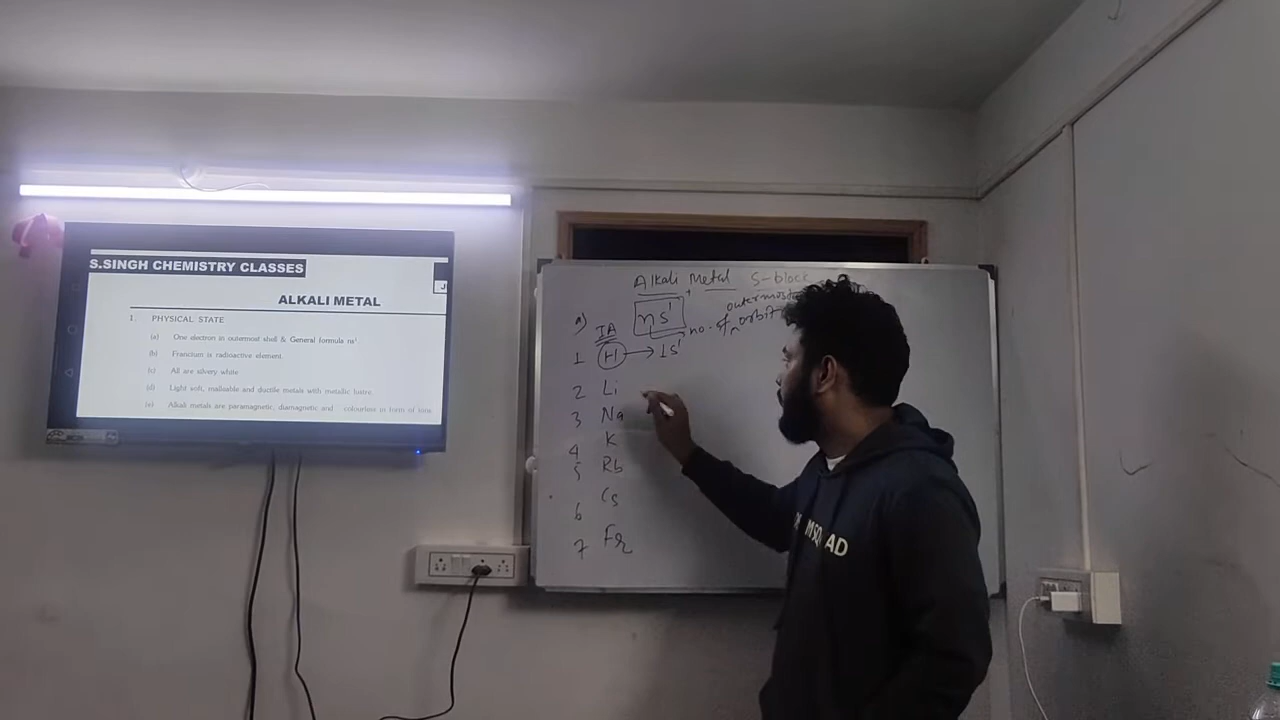 S.SINGH CHEMISTRY CLASSES
J
ALKALI METAL
1. PHYSICAL STATE
(a) One electron in outermost shell & General formula ns¹.
(b) Francium is radioactive element.
(c) All are silvery white
(d) Light soft, malleable and ductile metals with metallic lustre.
(e) Alkali metals are paramagnetic, diamagnetic and colourless in form of ions
Alkali Metal S-block
ns¹
outermost
no. of orbit
n
IA
1 H → 1s¹
2 Li
3 Na
4 K
5 Rb
6 Cs
7 Fr